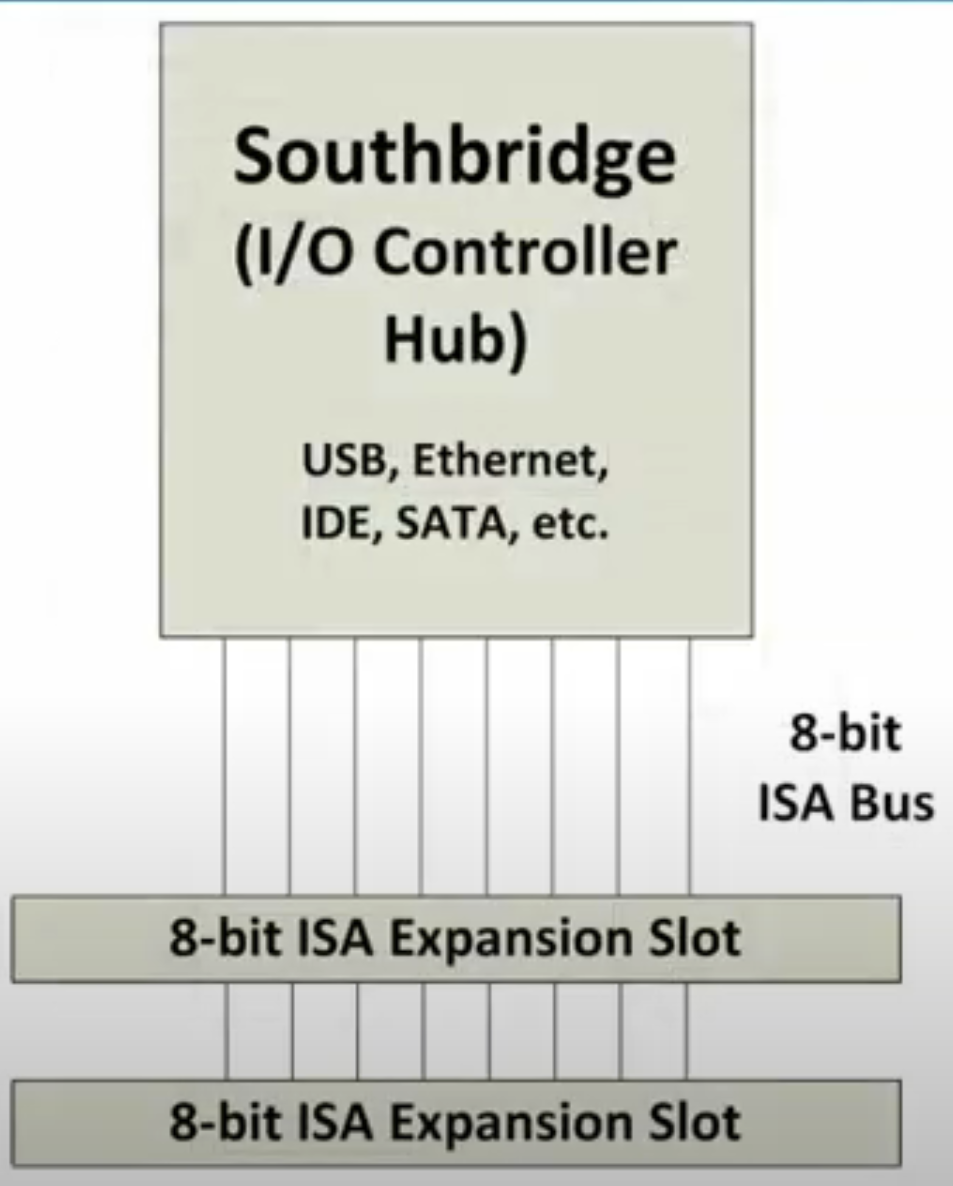 Southbridge
(I/O Controller
Hub)
USB, Ethernet,
IDE, SATA, etc.
8-bit
ISA Bus
8-bit ISA Expansion Slot
8-bit ISA Expansion Slot